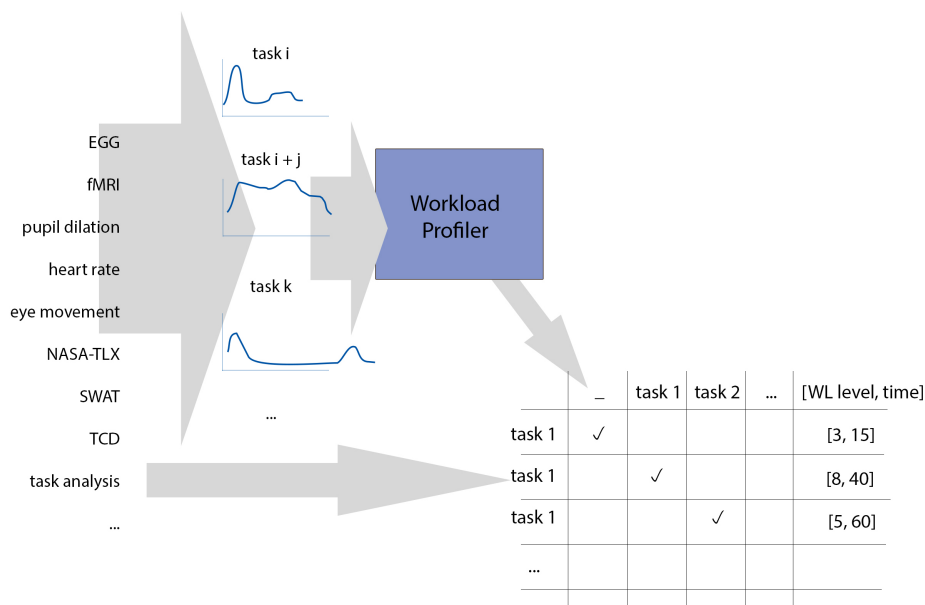 EGG
fMRI
pupil dilation
heart rate
eye movement
NASA-TLX
SWAT
TCD
task analysis
...
task i
task i + j
task k
...
Workload
Profiler
_ task 1 task 2 ... [WL level, time]
task 1 ✓ [3, 15]
task 1 ✓ [8, 40]
task 1 ✓ [5, 60]
...